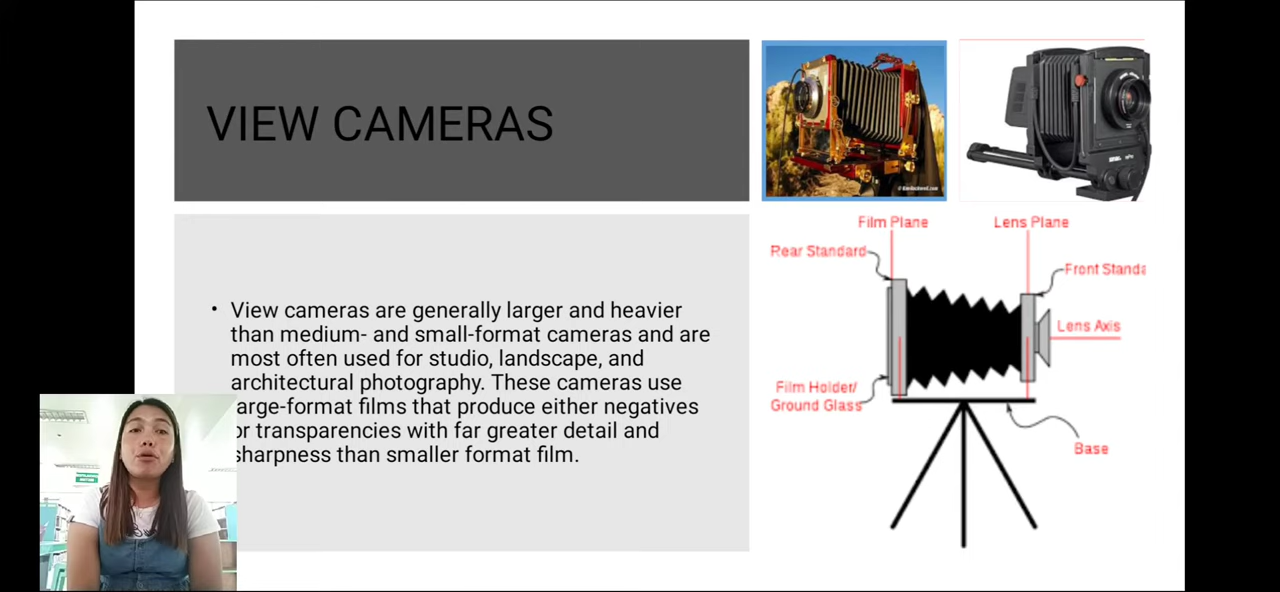 VIEW CAMERAS
• View cameras are generally larger and heavier
than medium- and small-format cameras and are
most often used for studio, landscape, and
architectural photography. These cameras use
large-format films that produce either negatives
or transparencies with far greater detail and
sharpness than smaller format film.
© KenRockwell.com
Film Plane
Lens Plane
Rear Standard
Front Standa
Lens Axis
Film Holder/
Ground Glass
Base